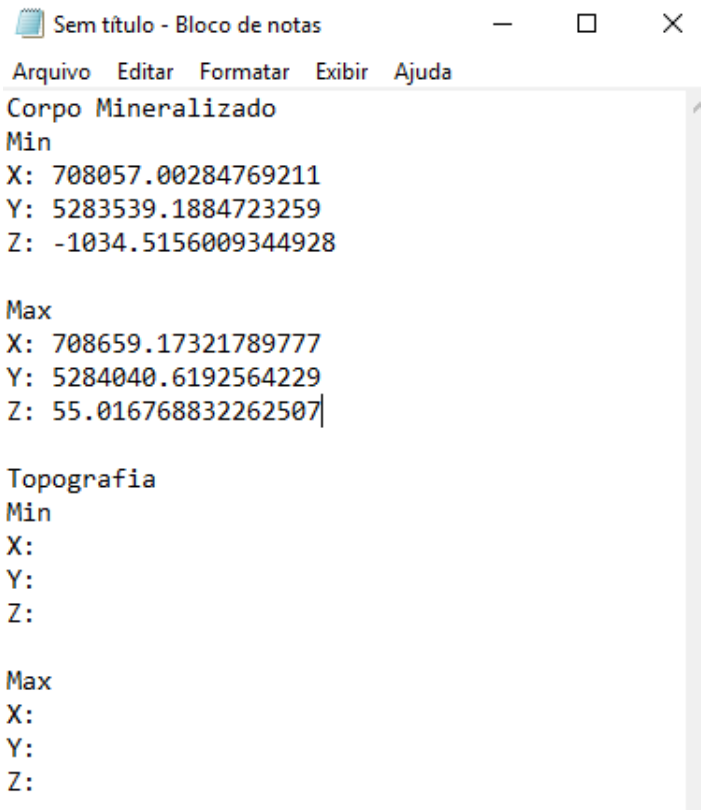 Sem título - Bloco de notas
Arquivo Editar Formatar Exibir Ajuda
Corpo Mineralizado
Min
X: 708057.00284769211
Y: 5283539.1884723259
Z: -1034.5156009344928
Max
X: 708659.17321789777
Y: 5284040.6192564229
Z: 55.016768832262507
Topografia
Min
X:
Y:
Z:
Max
X:
Y:
Z: